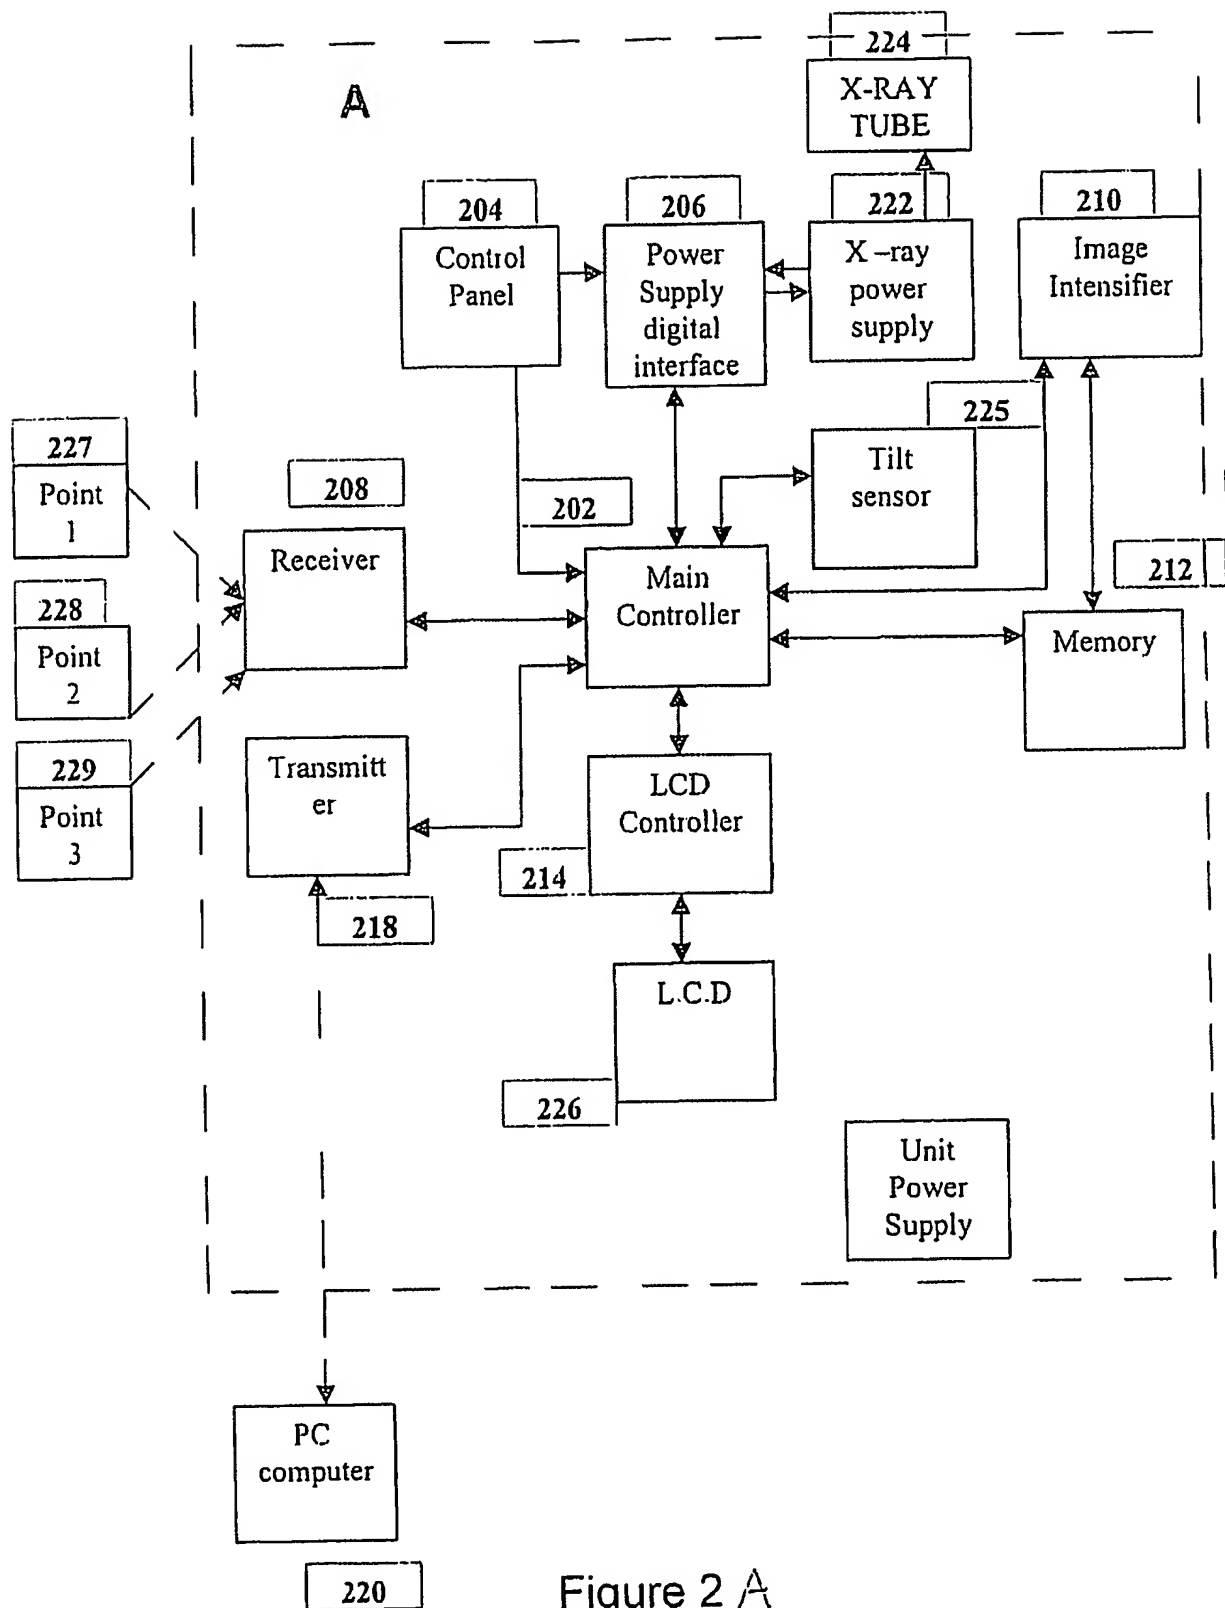 224
X-RAY
TUBE
A
204
Control
Panel
206
Power
Supply
digital
interface
222
X –ray
power
supply
210
Image
Intensifier
225
Tilt
sensor
227
Point
1
208
Receiver
202
Main
Controller
212
Memory
228
Point
2
229
Point
3
Transmitt
er
218
LCD
Controller
214
L.C.D
226
Unit
Power
Supply
PC
computer
220
Figure 2 A